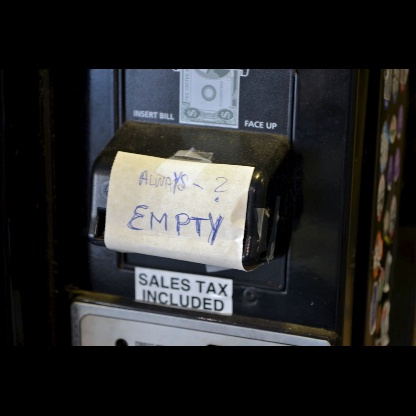 INSERT BILL
FACE UP
ALWAYS - ?
EMPTY
SALES TAX
INCLUDED